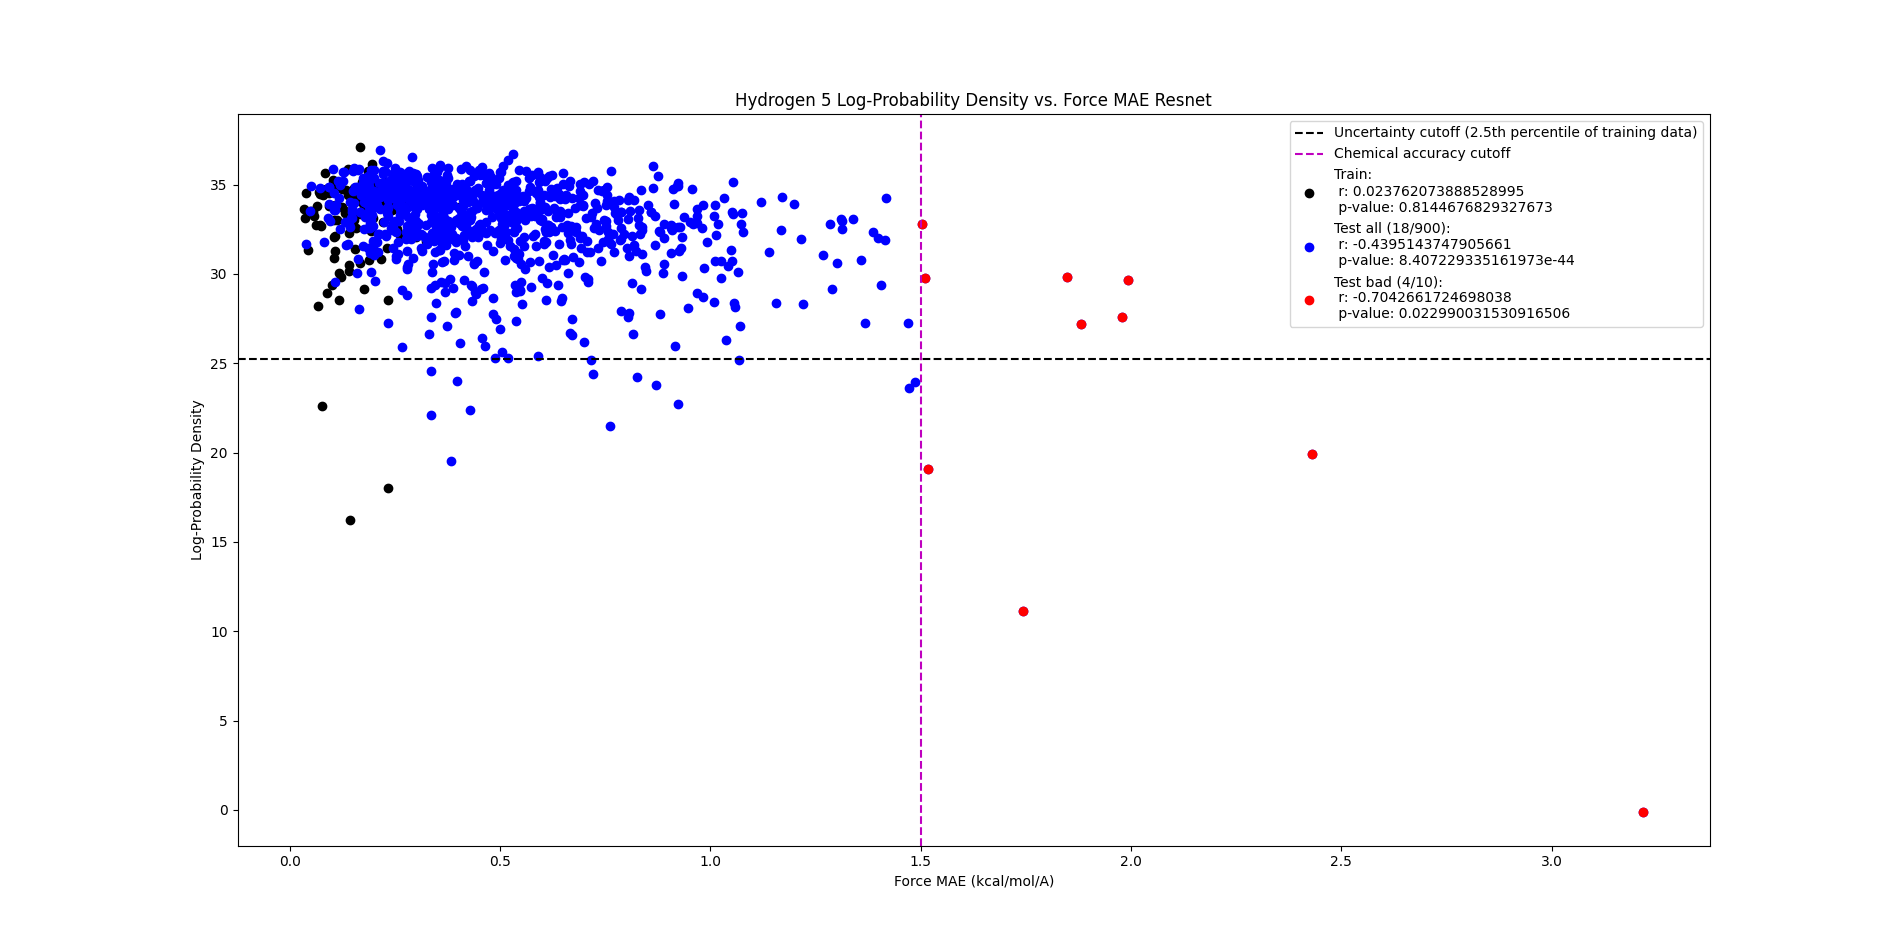 Hydrogen 5 Log-Probability Density vs. Force MAE Resnet
Uncertainty cutoff (2.5th percentile of training data)
Chemical accuracy cutoff
Train:
r: 0.023762073888528995
p-value: 0.8144676829327673
Test all (18/900):
r: -0.4395143747905661
p-value: 8.407229335161973e-44
Test bad (4/10):
r: -0.7042661724698038
p-value: 0.022990031530916506
Log-Probability Density
35
30
25
20
15
10
5
0
0.0
0.5
1.0
1.5
2.0
2.5
3.0
Force MAE (kcal/mol/A)